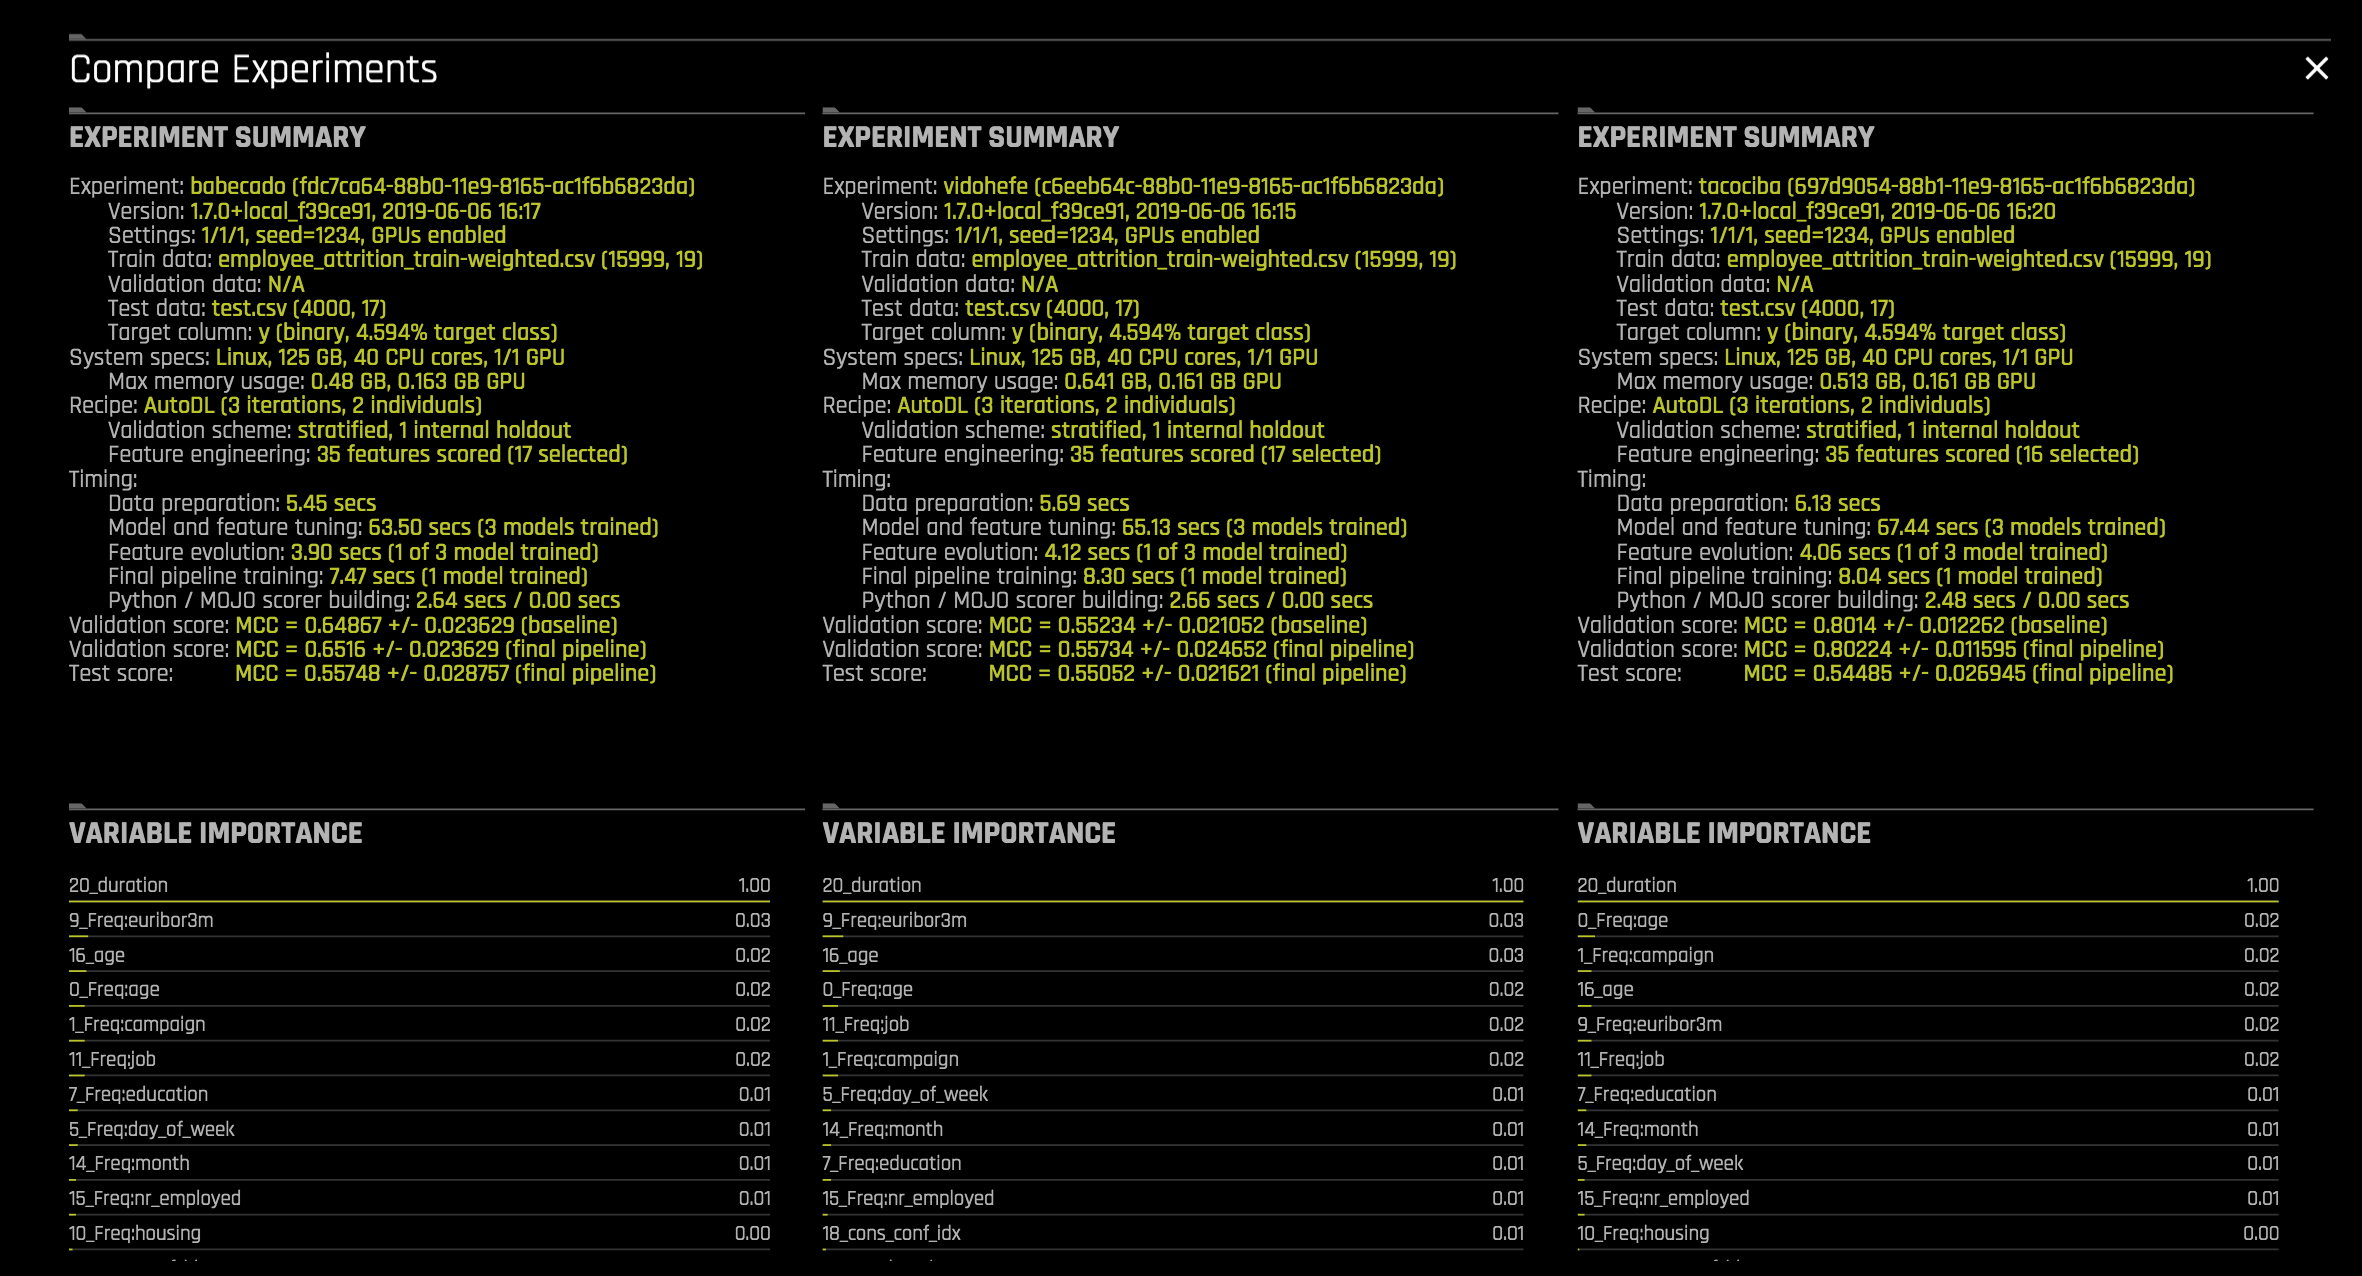 Compare Experiments
EXPERIMENT SUMMARY
Experiment: babecado (fdc7ca64-88b0-11e9-8165-ac1f6b6823da)
Version: 1.7.0+local_f39ce91, 2019-06-06 16:17
Settings: 1/1/1, seed=1234, GPUs enabled
Train data: employee_attrition_train-weighted.csv (15999, 19)
Validation data: N/A
Test data: test.csv (4000, 17)
Target column: y (binary, 4.594% target class)
System specs: Linux, 125 GB, 40 CPU cores, 1/1 GPU
Max memory usage: 0.48 GB, 0.163 GB GPU
Recipe: AutoDL (3 iterations, 2 individuals)
Validation scheme: stratified, 1 internal holdout
Feature engineering: 35 features scored (17 selected)
Timing:
Data preparation: 5.45 secs
Model and feature tuning: 63.50 secs (3 models trained)
Feature evolution: 3.90 secs (1 of 3 model trained)
Final pipeline training: 7.47 secs (1 model trained)
Python / MOJO scorer building: 2.64 secs / 0.00 secs
Validation score: MCC = 0.64867 +/- 0.023629 (baseline)
Validation score: MCC = 0.6516 +/- 0.023629 (final pipeline)
Test score: MCC = 0.55748 +/- 0.028757 (final pipeline)
EXPERIMENT SUMMARY
Experiment: vidohefe (c6eeb64c-88b0-11e9-8165-ac1f6b6823da)
Version: 1.7.0+local_f39ce91, 2019-06-06 16:15
Settings: 1/1/1, seed=1234, GPUs enabled
Train data: employee_attrition_train-weighted.csv (15999, 19)
Validation data: N/A
Test data: test.csv (4000, 17)
Target column: y (binary, 4.594% target class)
System specs: Linux, 125 GB, 40 CPU cores, 1/1 GPU
Max memory usage: 0.641 GB, 0.161 GB GPU
Recipe: AutoDL (3 iterations, 2 individuals)
Validation scheme: stratified, 1 internal holdout
Feature engineering: 35 features scored (17 selected)
Timing:
Data preparation: 5.69 secs
Model and feature tuning: 65.13 secs (3 models trained)
Feature evolution: 4.12 secs (1 of 3 model trained)
Final pipeline training: 8.30 secs (1 model trained)
Python / MOJO scorer building: 2.66 secs / 0.00 secs
Validation score: MCC = 0.55234 +/- 0.021052 (baseline)
Validation score: MCC = 0.55734 +/- 0.024652 (final pipeline)
Test score: MCC = 0.55052 +/- 0.021621 (final pipeline)
EXPERIMENT SUMMARY
Experiment: tacociba (697d9054-88b1-11e9-8165-ac1f6b6823da)
Version: 1.7.0+local_f39ce91, 2019-06-06 16:20
Settings: 1/1/1, seed=1234, GPUs enabled
Train data: employee_attrition_train-weighted.csv (15999, 19)
Validation data: N/A
Test data: test.csv (4000, 17)
Target column: y (binary, 4.594% target class)
System specs: Linux, 125 GB, 40 CPU cores, 1/1 GPU
Max memory usage: 0.513 GB, 0.161 GB GPU
Recipe: AutoDL (3 iterations, 2 individuals)
Validation scheme: stratified, 1 internal holdout
Feature engineering: 35 features scored (16 selected)
Timing:
Data preparation: 6.13 secs
Model and feature tuning: 67.44 secs (3 models trained)
Feature evolution: 4.06 secs (1 of 3 model trained)
Final pipeline training: 8.04 secs (1 model trained)
Python / MOJO scorer building: 2.48 secs / 0.00 secs
Validation score: MCC = 0.8014 +/- 0.012262 (baseline)
Validation score: MCC = 0.80224 +/- 0.011595 (final pipeline)
Test score: MCC = 0.54485 +/- 0.026945 (final pipeline)
VARIABLE IMPORTANCE
20_duration 1.00
9_Freq:euribor3m 0.03
16_age 0.02
0_Freq:age 0.02
1_Freq:campaign 0.02
11_Freq:job 0.02
7_Freq:education 0.01
5_Freq:day_of_week 0.01
14_Freq:month 0.01
15_Freq:nr_employed 0.01
10_Freq:housing 0.00
VARIABLE IMPORTANCE
20_duration 1.00
9_Freq:euribor3m 0.03
16_age 0.03
0_Freq:age 0.02
11_Freq:job 0.02
1_Freq:campaign 0.02
5_Freq:day_of_week 0.01
14_Freq:month 0.01
7_Freq:education 0.01
15_Freq:nr_employed 0.01
18_cons_conf_idx 0.01
VARIABLE IMPORTANCE
20_duration 1.00
0_Freq:age 0.02
1_Freq:campaign 0.02
16_age 0.02
9_Freq:euribor3m 0.02
11_Freq:job 0.02
7_Freq:education 0.01
14_Freq:month 0.01
5_Freq:day_of_week 0.01
15_Freq:nr_employed 0.01
10_Freq:housing 0.00